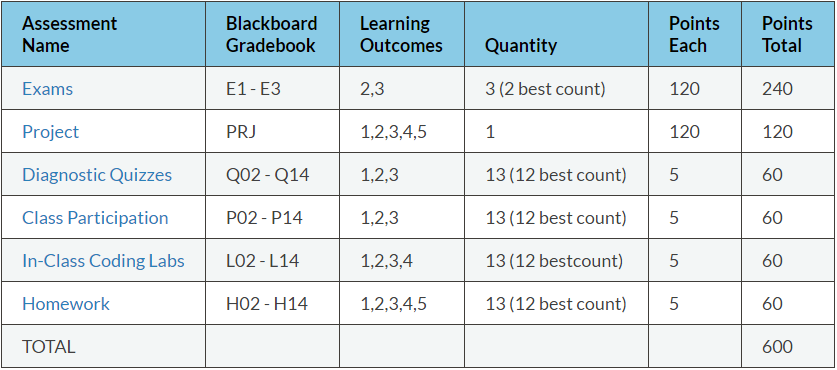 Assessment Name Blackboard Gradebook Learning Outcomes Quantity Points Each Points Total
Exams E1 - E3 2,3 3 (2 best count) 120 240
Project PRJ 1,2,3,4,5 1 120 120
Diagnostic Quizzes Q02 - Q14 1,2,3 13 (12 best count) 5 60
Class Participation P02 - P14 1,2,3 13 (12 best count) 5 60
In-Class Coding Labs L02 - L14 1,2,3,4 13 (12 bestcount) 5 60
Homework H02 - H14 1,2,3,4,5 13 (12 best count) 5 60
TOTAL 600